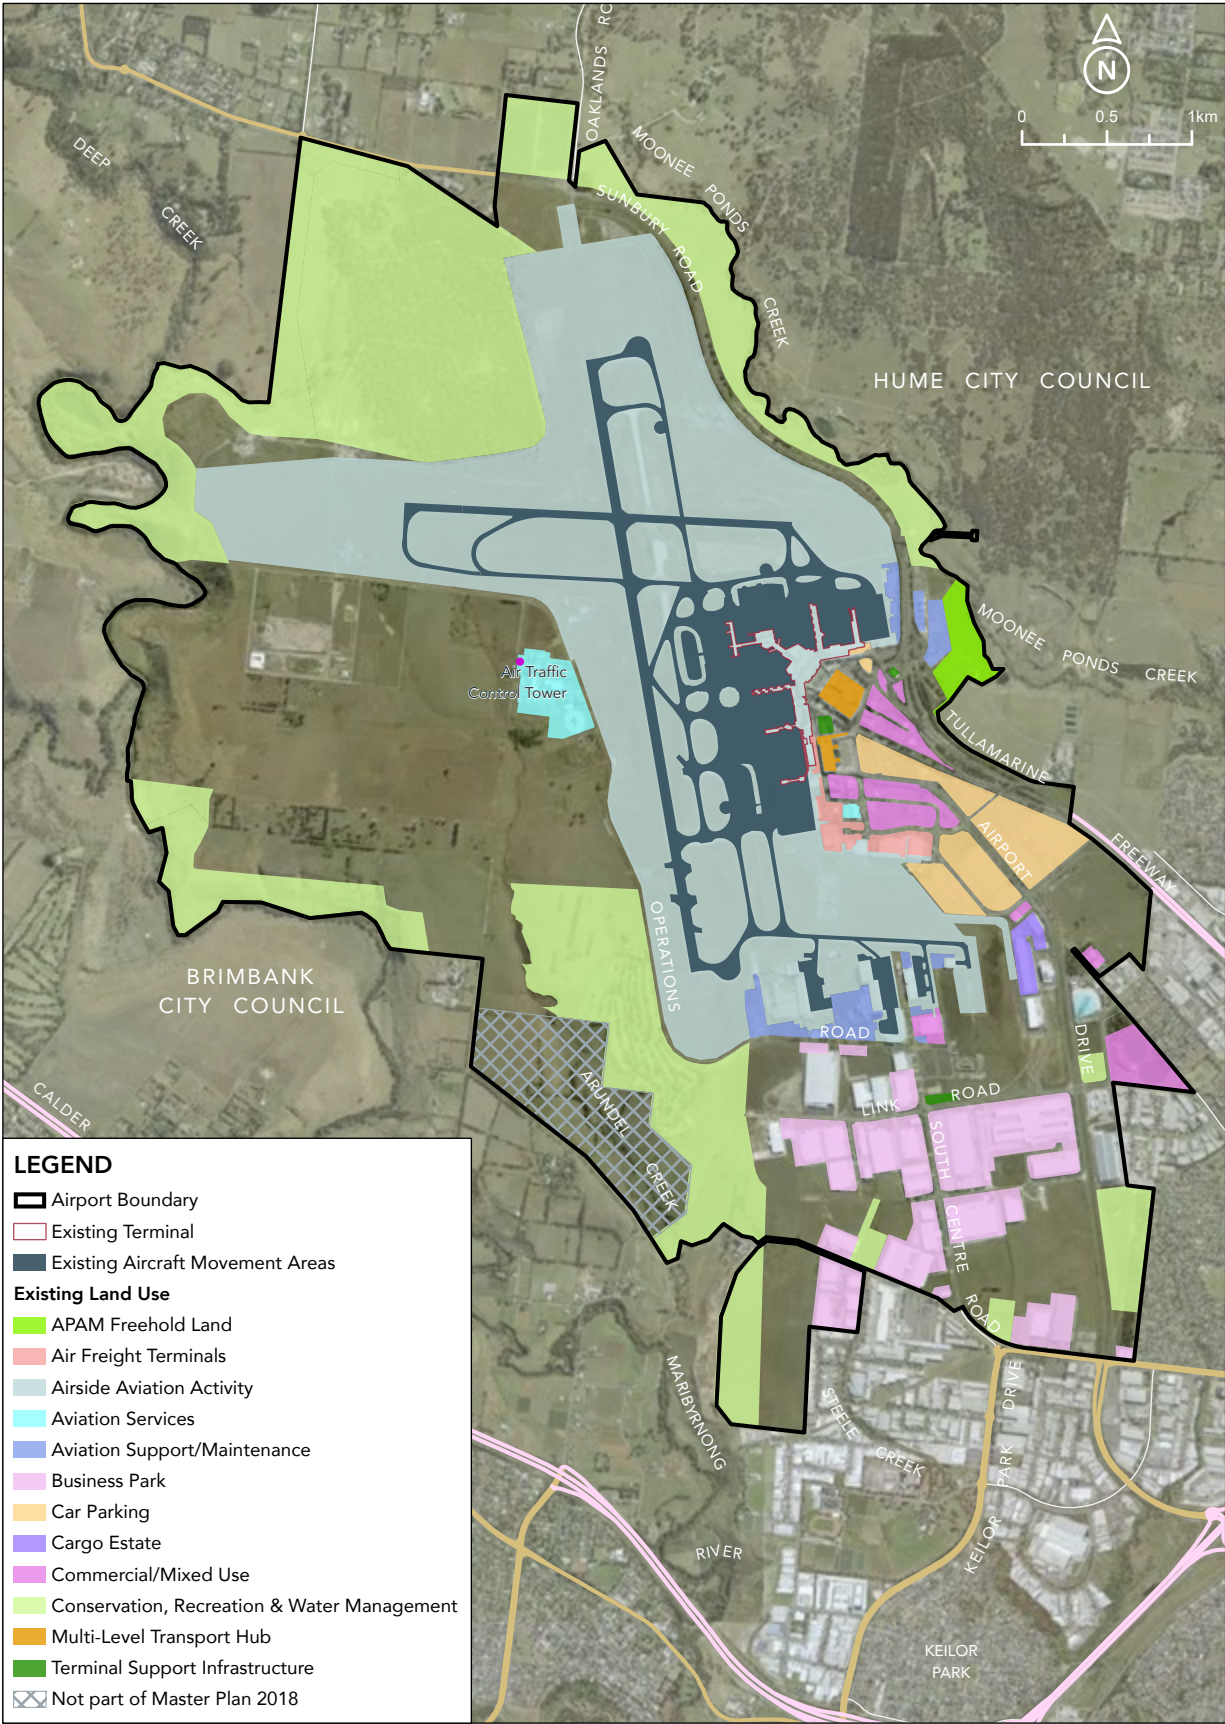 OAKLANDS RO
N
0 0.5 1km
DEEP
CREEK
MOONEE PONDS
CREEK
SUNBURY ROAD
HUME CITY COUNCIL
MOONEE PONDS CREEK
Air Traffic
Control Tower
TULLAMARINE
FREEWAY
AIRPORT
DRIVE
OPERATIONS
ROAD
BRIMBANK
CITY COUNCIL
CALDER
ARUNDEL
CREEK
LINK ROAD
SOUTH
CENTRE
ROAD
MARIBYRNONG
RIVER
STEELE
CREEK
KEILOR PARK DRIVE
KEILOR
PARK
LEGEND
Airport Boundary
Existing Terminal
Existing Aircraft Movement Areas
Existing Land Use
APAM Freehold Land
Air Freight Terminals
Airside Aviation Activity
Aviation Services
Aviation Support/Maintenance
Business Park
Car Parking
Cargo Estate
Commercial/Mixed Use
Conservation, Recreation & Water Management
Multi-Level Transport Hub
Terminal Support Infrastructure
Not part of Master Plan 2018